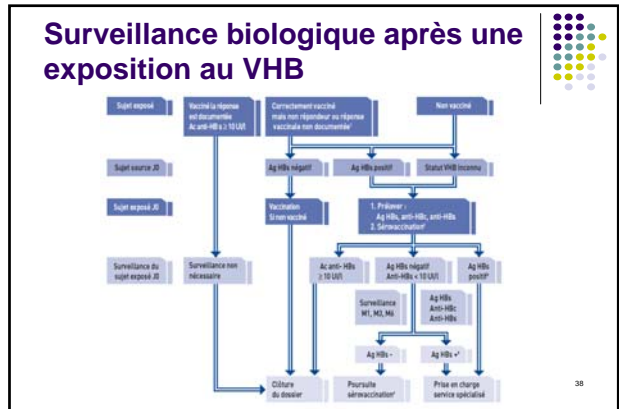 Surveillance biologique après une
exposition au VHB
Sujet exposé
Vacciné la réponse
est documentée
Ac anti-HBs ≥ 10 UI/l
Correctement vacciné
mais non répondeur ou réponse
vaccinale non documentée
Non vacciné
Sujet source J0
Ag HBs négatif
Ag HBs positif
Statut VHB inconnu
Sujet exposé J0
Vaccination
Si non vacciné
1. Prélever :
Ag HBs, anti-HBc, anti-HBs
2. Sérovaccination
Surveillance du
sujet exposé J0
Surveillance non
nécessaire
Ac anti- HBs
≥ 10 UI/l
Ag HBs négatif
Anti-HBs < 10 UI/l
Ag HBs
positif
Surveillance
M1, M3, M6
Ag HBs
Anti-HBc
Anti-HBs
Ag HBs -
Ag HBs +
Clôture
du dossier
Poursuite
sérovaccination
Prise en charge
service spécialisé
38